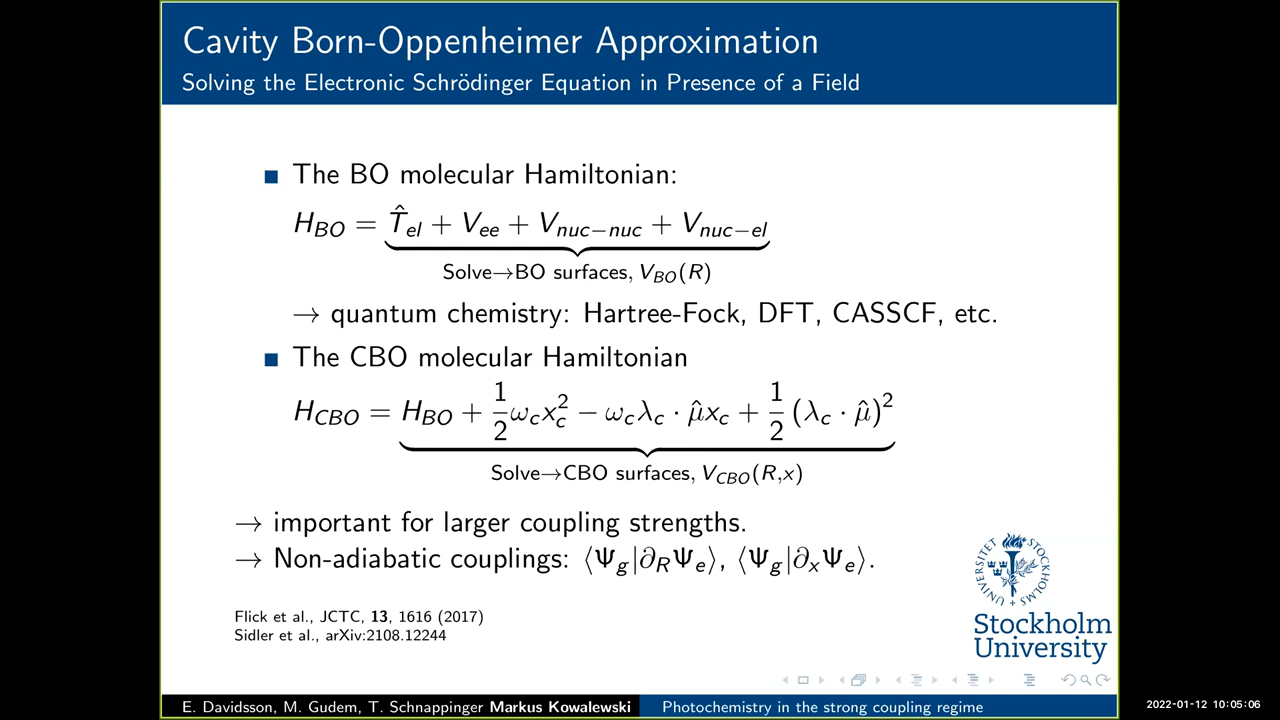 Cavity Born-Oppenheimer Approximation
Solving the Electronic Schrödinger Equation in Presence of a Field
■ The BO molecular Hamiltonian:
H_BO = T̂_el + V_ee + V_nuc−nuc + V_nuc−el
Solve→BO surfaces, V_BO(R)
→ quantum chemistry: Hartree-Fock, DFT, CASSCF, etc.
■ The CBO molecular Hamiltonian
H_CBO = H_BO + 1/2 ω_c x_c^2 − ω_c λ_c · μ̂ x_c + 1/2 (λ_c · μ̂)^2
Solve→CBO surfaces, V_CBO(R,x)
→ important for larger coupling strengths.
→ Non-adiabatic couplings: ⟨Ψ_g|∂_R Ψ_e⟩, ⟨Ψ_g|∂_x Ψ_e⟩.
Flick et al., JCTC, 13, 1616 (2017)
Sidler et al., arXiv:2108.12244
UNIVERSITET STOCKHOLMS
Stockholm
University
E. Davidsson, M. Gudem, T. Schnappinger Markus Kowalewski Photochemistry in the strong coupling regime
2022-01-12 10:05:06